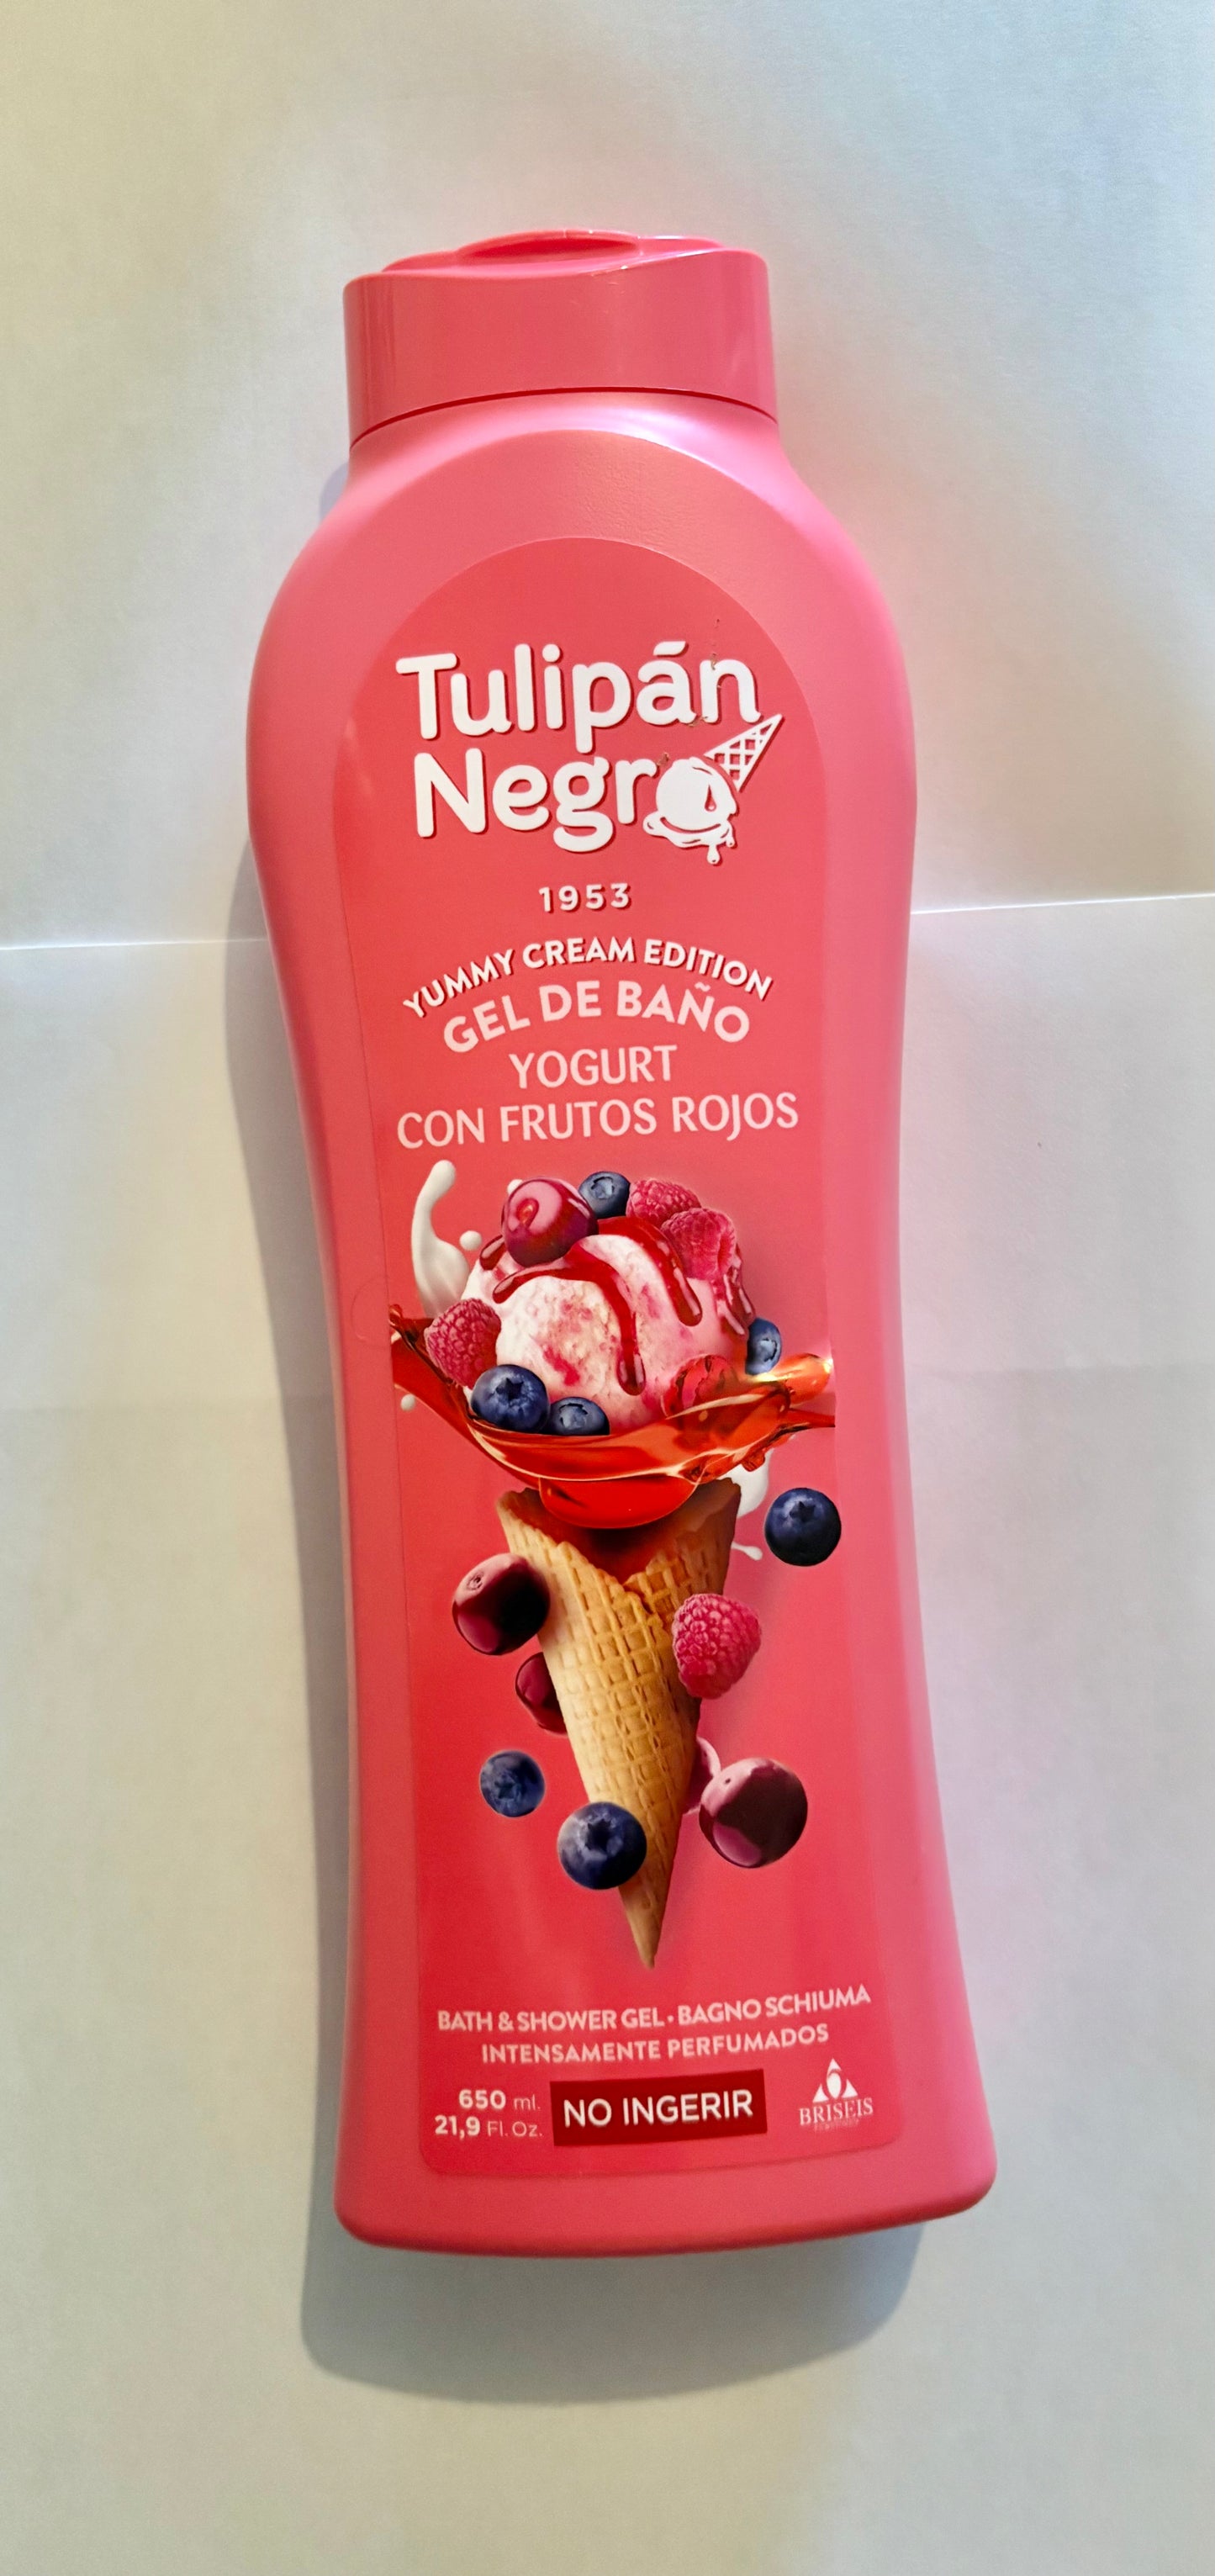 Tulipán
Negro
1953
YUMMY CREAM EDITION
GEL DE BAÑO
YOGURT
CON FRUTOS ROJOS
BATH & SHOWER GEL • BAGNO SCHIUMA
INTENSAMENTE PERFUMADOS
650 ml.
21,9 Fl. Oz.
NO INGERIR
BRISEIS